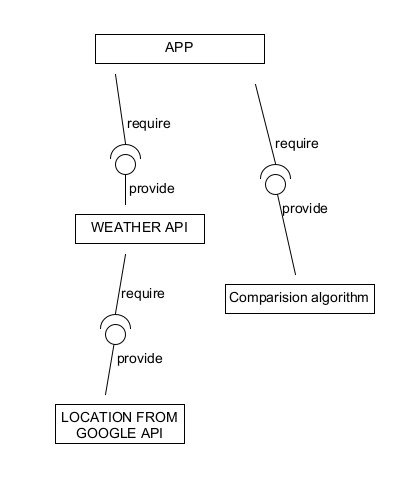 APP
require
require
provide
provide
WEATHER API
require
Comparision algorithm
provide
LOCATION FROM
GOOGLE API